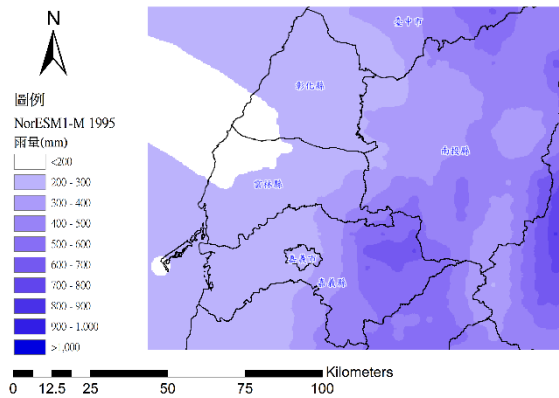 N
圖例
NorESM1-M 1995
雨量(mm)
<200
200 - 300
300 - 400
400 - 500
500 - 600
600 - 700
700 - 800
800 - 900
900 - 1.000
> ,000
臺中市
彰化縣
南投縣
雲林縣
嘉義市
嘉義縣
Kilometers
0 12.5 25 50 75 100